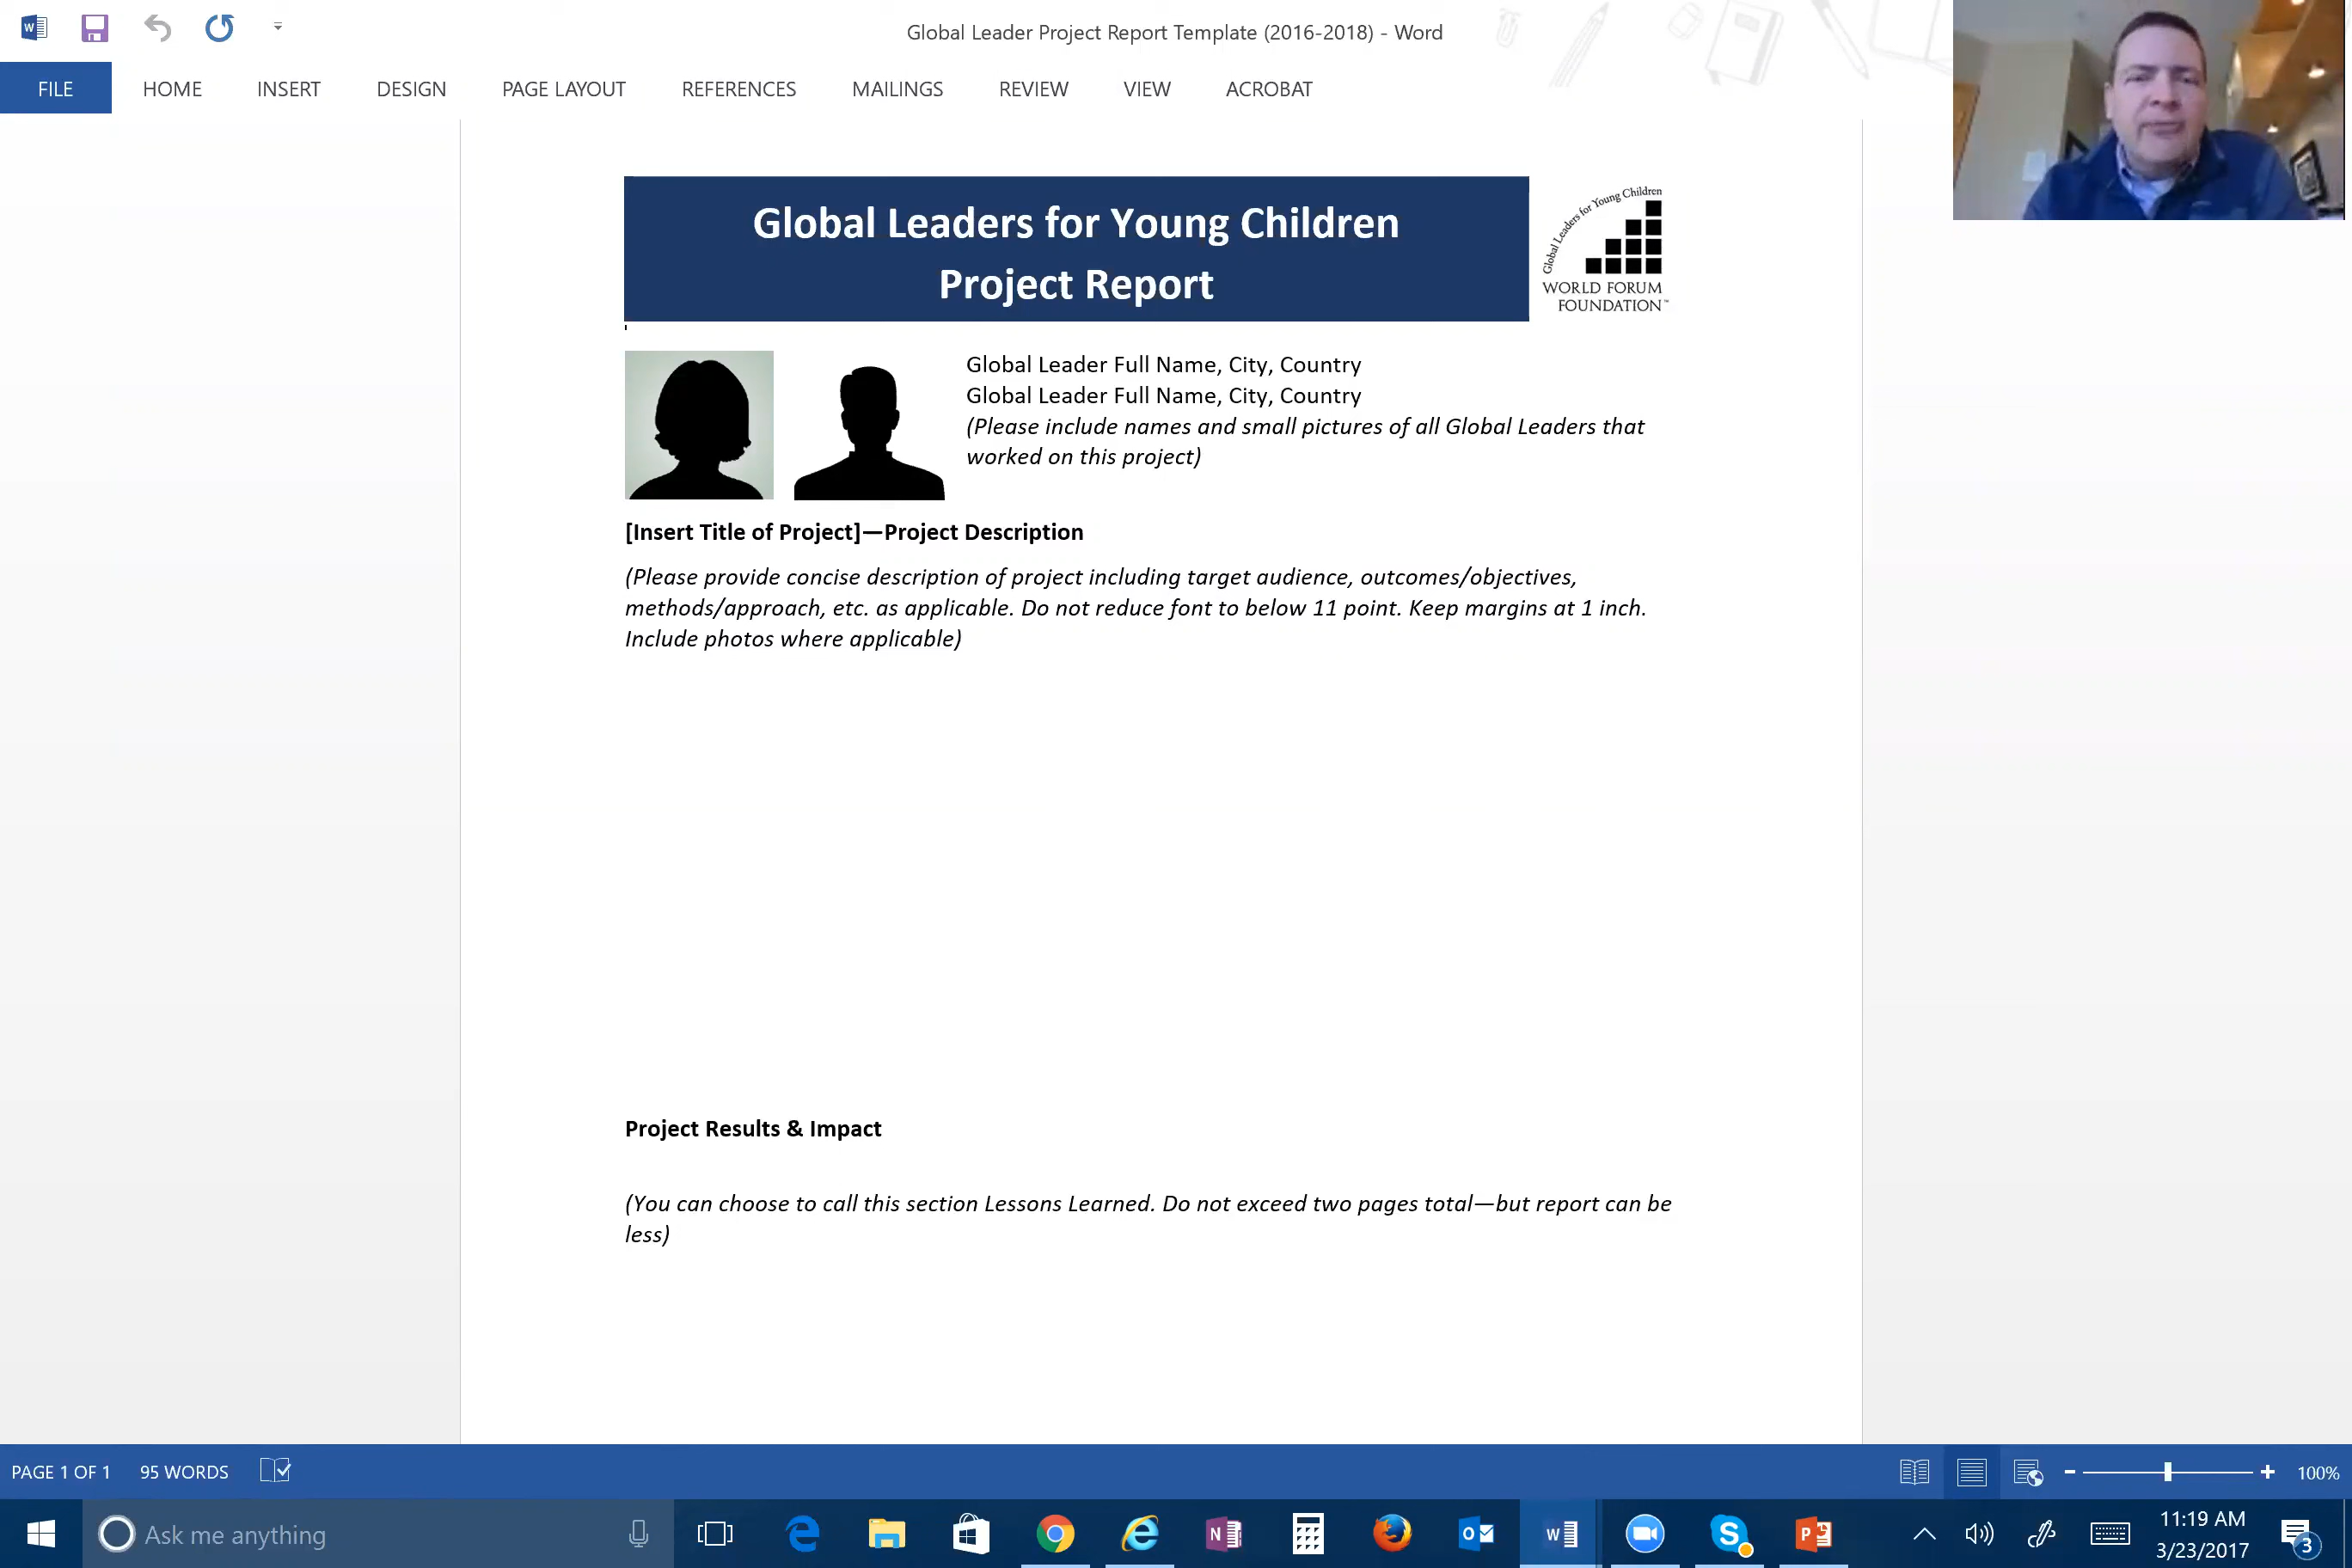 Global Leader Project Report Template (2016-2018) - Word
FILE
HOME
INSERT
DESIGN
PAGE LAYOUT
REFERENCES
MAILINGS
REVIEW
VIEW
ACROBAT
Global Leaders for Young Children
Project Report
Global Leaders for Young Children
WORLD FORUM
FOUNDATION™
Global Leader Full Name, City, Country
Global Leader Full Name, City, Country
(Please include names and small pictures of all Global Leaders that
worked on this project)
[Insert Title of Project]—Project Description
(Please provide concise description of project including target audience, outcomes/objectives,
methods/approach, etc. as applicable. Do not reduce font to below 11 point. Keep margins at 1 inch.
Include photos where applicable)
Project Results & Impact
(You can choose to call this section Lessons Learned. Do not exceed two pages total—but report can be
less)
PAGE 1 OF 1
95 WORDS
100%
Ask me anything
11:19 AM
3/23/2017
3